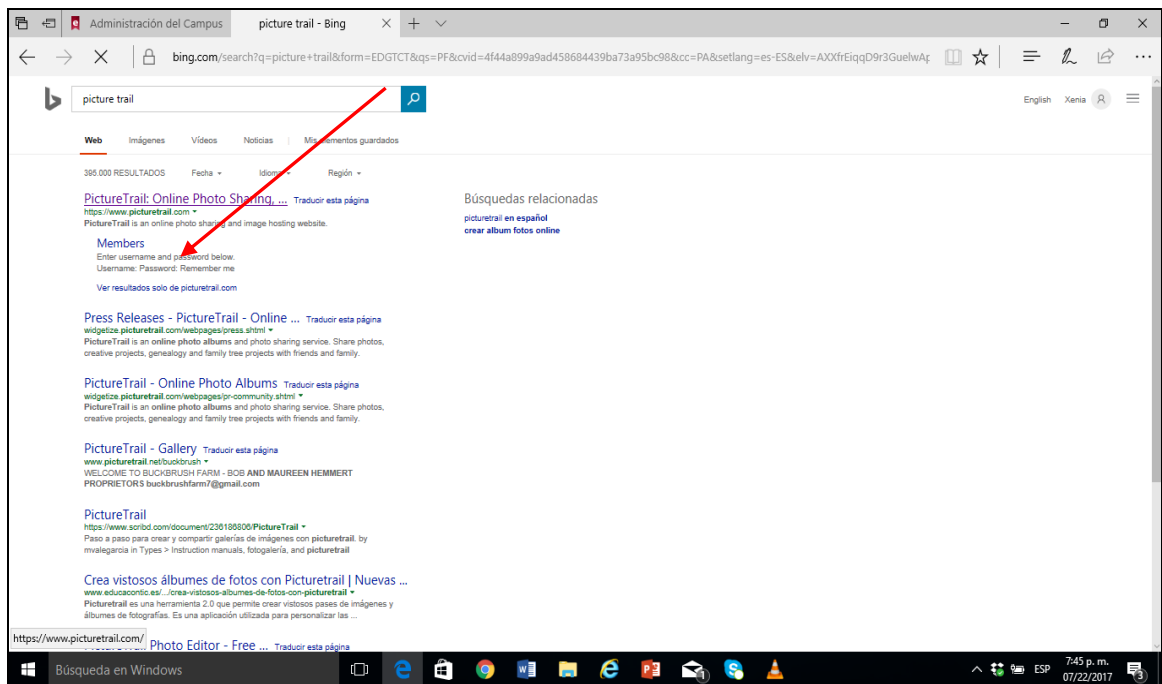 Administración del Campus
picture trail - Bing
bing.com/search?q=picture+trail&form=EDGTCT&qs=PF&cvid=4f44a899a9ad458684439ba73a95bc98&cc=PA&setlang=es-ES&elv=AXXfrEiqqD9r3GuelwAp
picture trail
English Xenia
Web Imágenes Vídeos Noticias Mis elementos guardados
395.000 RESULTADOS Fecha Idioma Región
PictureTrail: Online Photo Sharing, ... Traducir esta página
https://www.picturetrail.com
PictureTrail is an online photo sharing and image hosting website.
Members
Enter username and password below.
Username: Password: Remember me
Ver resultados solo de picturetrail.com
Búsquedas relacionadas
picturetrail en español
crear album fotos online
Press Releases - PictureTrail - Online ... Traducir esta página
widgetize.picturetrail.com/webpages/press.shtml
PictureTrail is an online photo albums and photo sharing service. Share photos,
creative projects, genealogy and family tree projects with friends and family.
PictureTrail - Online Photo Albums Traducir esta página
widgetize.picturetrail.com/webpages/pr-community.shtml
PictureTrail is an online photo albums and photo sharing service. Share photos,
creative projects, genealogy and family tree projects with friends and family.
PictureTrail - Gallery Traducir esta página
www.picturetrail.net/buckbrush
WELCOME TO BUCKBRUSH FARM - BOB AND MAUREEN HEMMERT
PROPRIETORS buckbrushfarm7@gmail.com
PictureTrail
https://www.scribd.com/document/236186806/PictureTrail
Paso a paso para crear y compartir galerías de imágenes con picturetrail. by
mvalegarcia in Types > Instruction manuals, fotogalería, and picturetrail
Crea vistosos álbumes de fotos con Picturetrail | Nuevas ...
www.educacontic.es/.../crea-vistosos-albumes-de-fotos-con-picturetrail
Picturetrail es una herramienta 2.0 que permite crear vistosos pases de imágenes y
álbumes de fotografías. Es una aplicación utilizada para personalizar las ...
https://www.picturetrail.com/
Photo Editor - Free ... Traducir esta página
Búsqueda en Windows
ESP
7:45 p. m.
07/22/2017
3